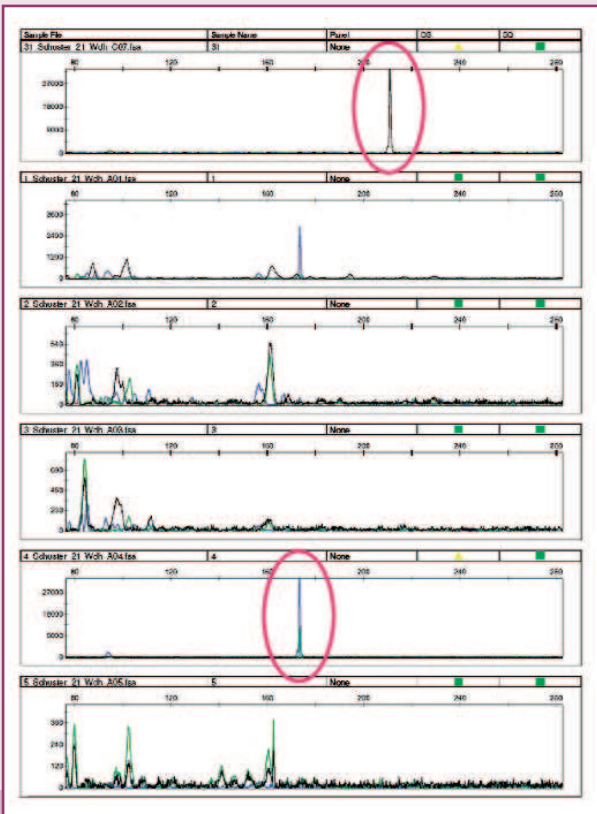 Sample File Sample Name Panel OS SQ
31_Schuster_21_Wdh_C07.fsa 31 None
80 120 160 200 240 280
27000
18000
9000
0
1_Schuster_21_Wdh_A01.fsa 1 None
80 120 160 200 240 280
3600
2400
1200
0
2_Schuster_21_Wdh_A02.fsa 2 None
80 120 160 200 240 280
540
360
180
0
3_Schuster_21_Wdh_A03.fsa 3 None
80 120 160 200 240 280
690
460
230
0
4_Schuster_21_Wdh_A04.fsa 4 None
80 120 160 200 240 280
27000
18000
9000
0
5_Schuster_21_Wdh_A05.fsa 5 None
80 120 160 200 240 280
360
240
120
0